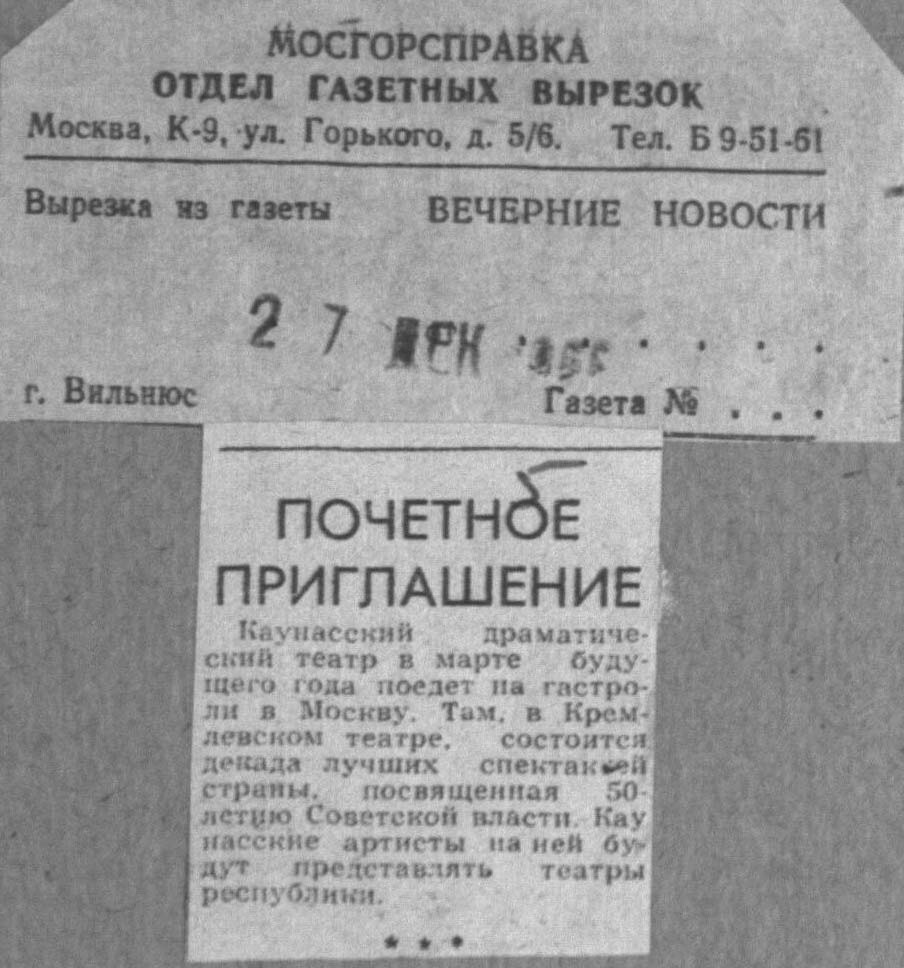 МОСГОРСПРАВКА
ОТДЕЛ ГАЗЕТНЫХ ВЫРЕЗОК
Москва, К-9, ул. Горького, д. 5/6. Тел. Б 9-51-61
Вырезка из газеты ВЕЧЕРНИЕ НОВОСТИ
27 ДЕК . . . . .
г. Вильнюс Газета № . . .
ПОЧЕТНОЕ
ПРИГЛАШЕНИЕ
Каунасский драматиче-
ский театр в марте буду-
щего года поедет на гастро-
ли в Москву. Там, в Крем-
левском театре, состоится
декада лучших спектаклей
страны, посвященная 50-
летию Советской власти. Кау
насские артисты на ней бу-
дут представлять театры
республики.
* * *